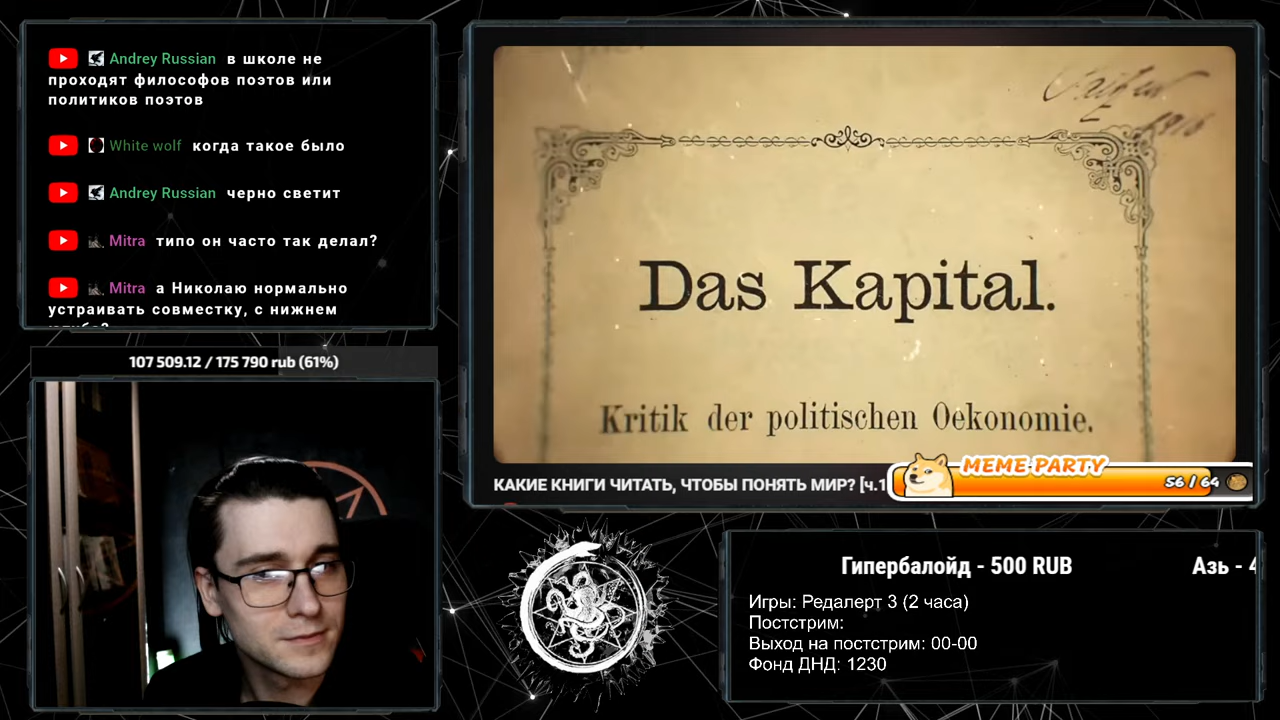 Andrey Russian в школе не
проходят философов поэтов или
политиков поэтов
White wolf когда такое было
Andrey Russian черно светит
Mitra типо он часто так делал?
Mitra а Николаю нормально
устраивать совместку, с нижнем
107 509.12 / 175 790 rub (61%)
Das Kapital.
Kritik der politischen Oekonomie.
КАКИЕ КНИГИ ЧИТАТЬ, ЧТОБЫ ПОНЯТЬ МИР? [ч.1
MEME PARTY
56 / 64
Гипербалойд - 500 RUB
Азь - 4
Игры: Редалерт 3 (2 часа)
Постстрим:
Выход на постстрим: 00-00
Фонд ДНД: 1230